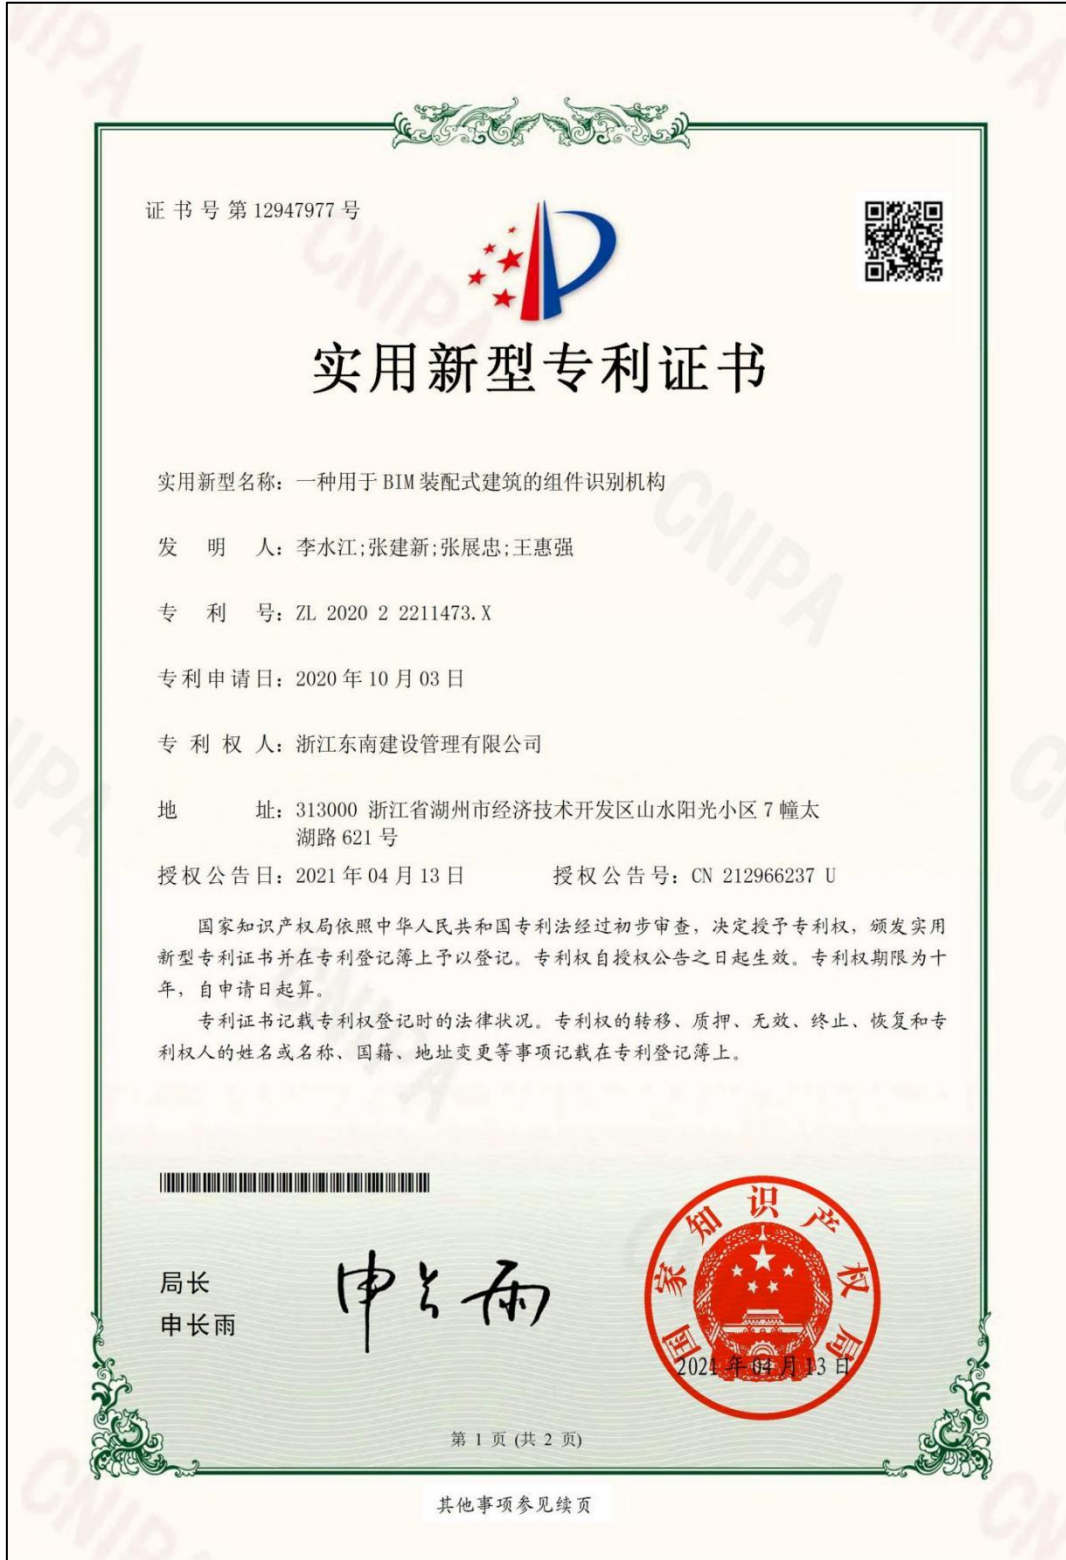 证书号第12947977号
实用新型专利证书
实用新型名称：一种用于BIM装配式建筑的组件识别机构
发明人：李水江;张建新;张展忠;王惠强
专利号：ZL 2020 2 2211473.X
专利申请日：2020年10月03日
专利权人：浙江东南建设管理有限公司
地址：313000 浙江省湖州市经济技术开发区山水阳光小区7幢太
湖路621号
授权公告日：2021年04月13日 授权公告号：CN 212966237 U
国家知识产权局依照中华人民共和国专利法经过初步审查，决定授予专利权，颁发实用
新型专利证书并在专利登记簿上予以登记。专利权自授权公告之日起生效。专利权期限为十
年，自申请日起算。
专利证书记载专利权登记时的法律状况。专利权的转移、质押、无效、终止、恢复和专
利权人的姓名或名称、国籍、地址变更等事项记载在专利登记簿上。
局长
申长雨
申长雨
国家知识产权局
2021年04月13日
第 1 页 (共 2 页)
其他事项参见续页
CNIPA
CNIPA
CNIPA
CNIPA